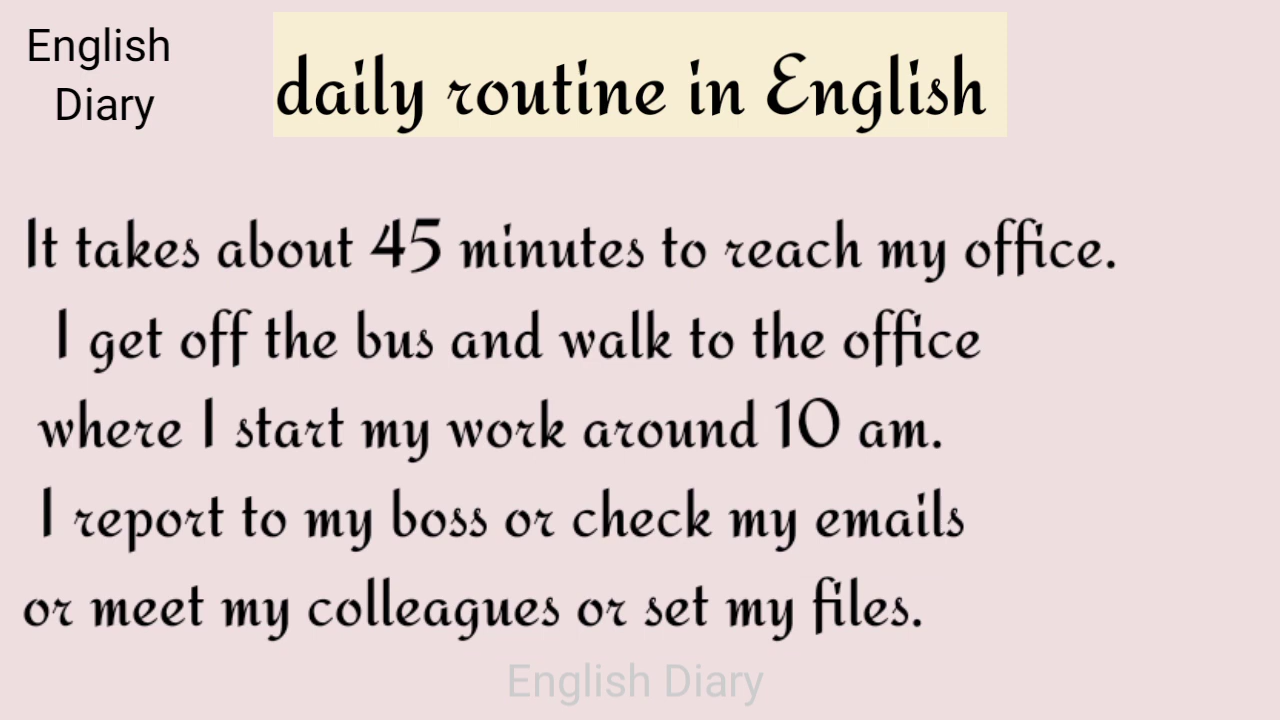 English
Diary
daily routine in English
It takes about 45 minutes to reach my office.
I get off the bus and walk to the office
where I start my work around 10 am.
I report to my boss or check my emails
or meet my colleagues or set my files.
English Diary